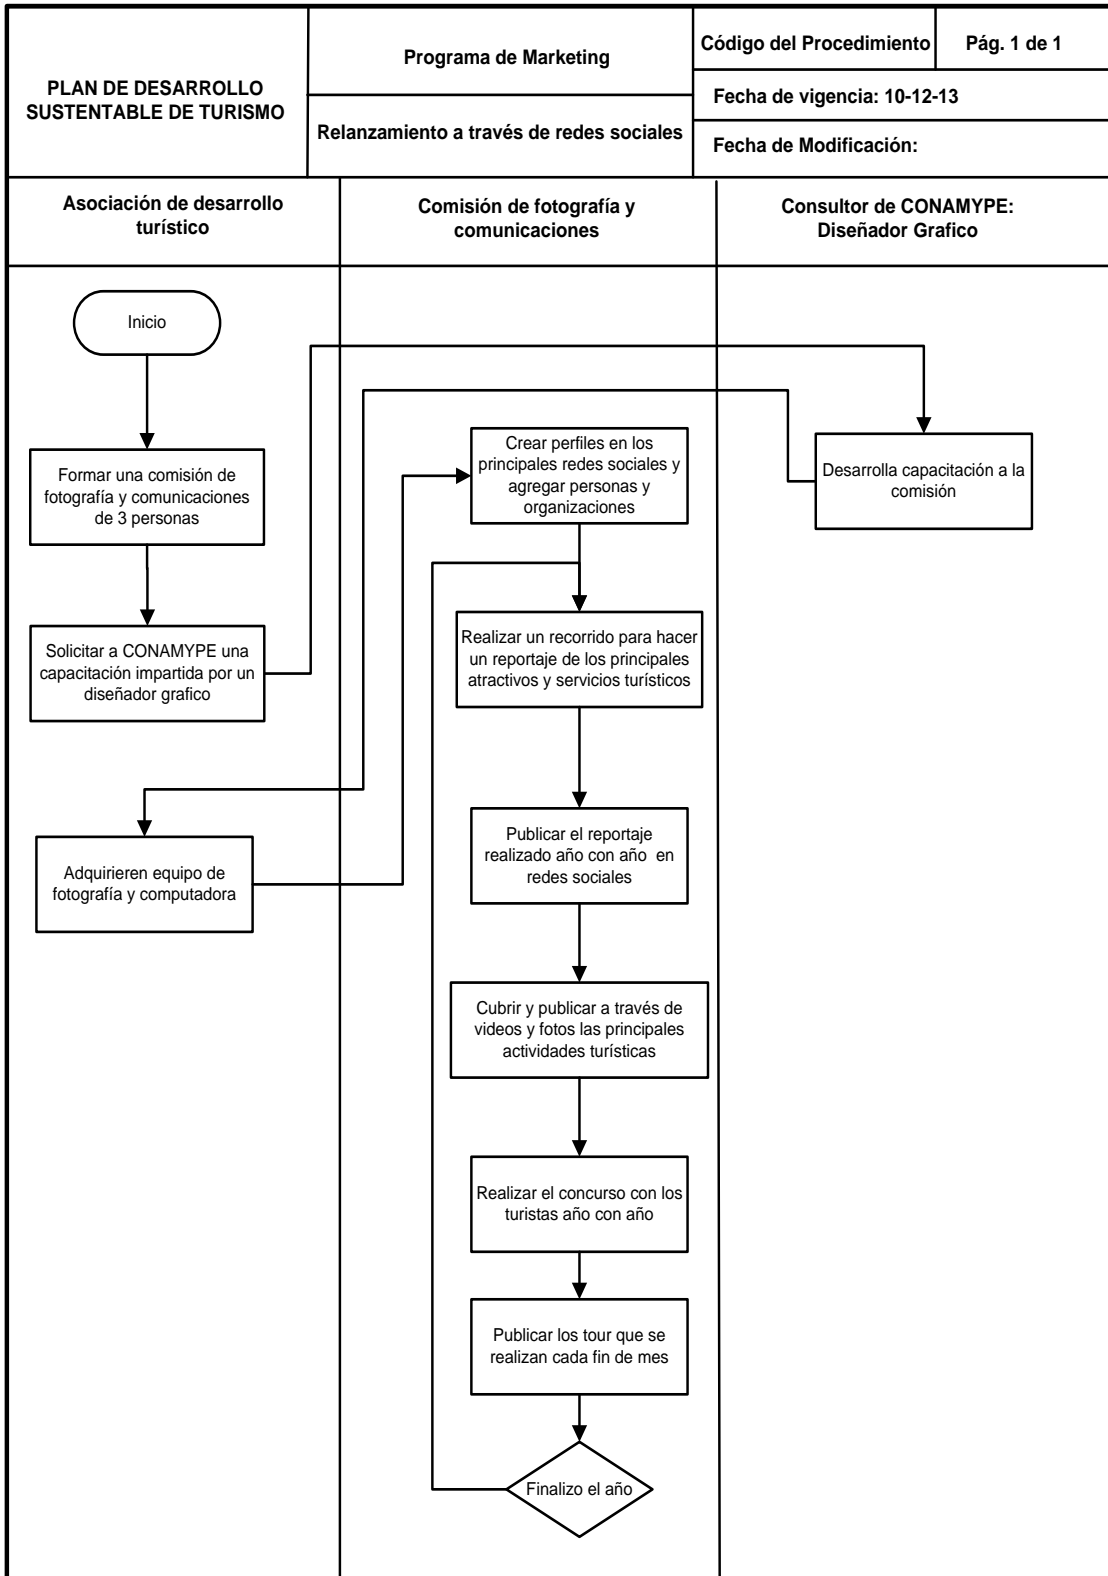 PLAN DE DESARROLLO
SUSTENTABLE DE TURISMO
Programa de Marketing
Relanzamiento a través de redes sociales
Código del Procedimiento
Pág. 1 de 1
Fecha de vigencia: 10-12-13
Fecha de Modificación:
Asociación de desarrollo
turístico
Comisión de fotografía y
comunicaciones
Consultor de CONAMYPE:
Diseñador Grafico
Inicio
Formar una comisión de
fotografía y comunicaciones
de 3 personas
Solicitar a CONAMYPE una
capacitación impartida por un
diseñador grafico
Desarrolla capacitación a la
comisión
Adquirieren equipo de
fotografía y computadora
Crear perfiles en los
principales redes sociales y
agregar personas y
organizaciones
Realizar un recorrido para hacer
un reportaje de los principales
atractivos y servicios turísticos
Publicar el reportaje
realizado año con año  en
redes sociales
Cubrir y publicar a través de
videos y fotos las principales
actividades turísticas
Realizar el concurso con los
turistas año con año
Publicar los tour que se
realizan cada fin de mes
Finalizo el año